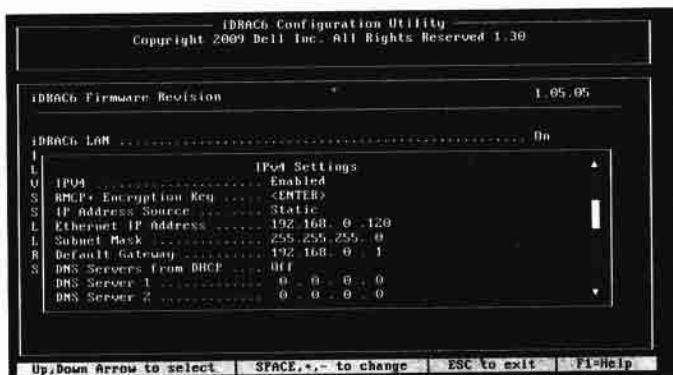 iDRAC6 Configuration Utility
Copyright 2009 Dell Inc. All Rights Reserved 1.30
iDRAC6 Firmware Revision 1.05.05
iDRAC6 LAN ........................................................ On
IPv4 Settings
IPV4 ..................... Enabled
RMCP+ Encryption Key ..... <ENTER>
IP Address Source ........ Static
Ethernet IP Address ...... 192.168. 0 .120
Subnet Mask .............. 255.255.255. 0
Default Gateway .......... 192.168. 0 . 1
DNS Servers from DHCP .... Off
DNS Server 1 ............. 0 . 0 . 0 . 0
DNS Server 2 ............. 0 . 0 . 0 . 0
I
L
V
S
S
L
L
R
S
Up,Down Arrow to select SPACE,+,- to change ESC to exit F1=Help